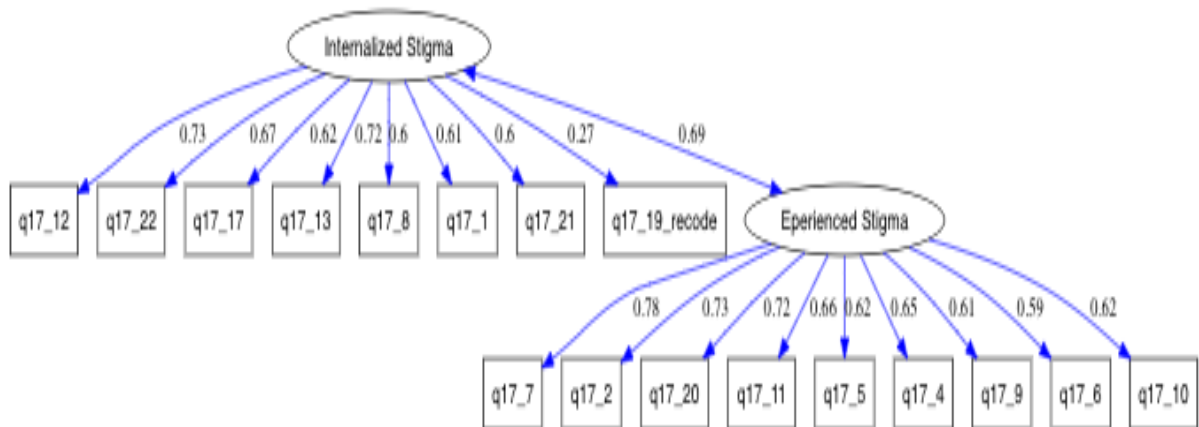 Internalized Stigma
0.73 0.67 0.62 0.72 0.6 0.61 0.6 0.27 0.69
q17_12 q17_22 q17_17 q17_13 q17_8 q17_1 q17_21 q17_19_recode
Eperienced Stigma
0.78 0.73 0.72 0.66 0.62 0.65 0.61 0.59 0.62
q17_7 q17_2 q17_20 q17_11 q17_5 q17_4 q17_9 q17_6 q17_10